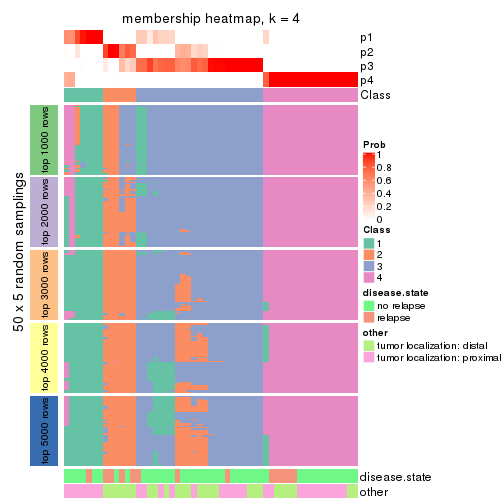 membership heatmap, k = 4
p1
p2
p3
p4
Class
50 x 5 random samplings
top 1000 rows
top 2000 rows
top 3000 rows
top 4000 rows
top 5000 rows
disease.state
other
Prob
1
0.8
0.6
0.4
0.2
0
Class
1
2
3
4
disease.state
no relapse
relapse
other
tumor localization: distal
tumor localization: proximal